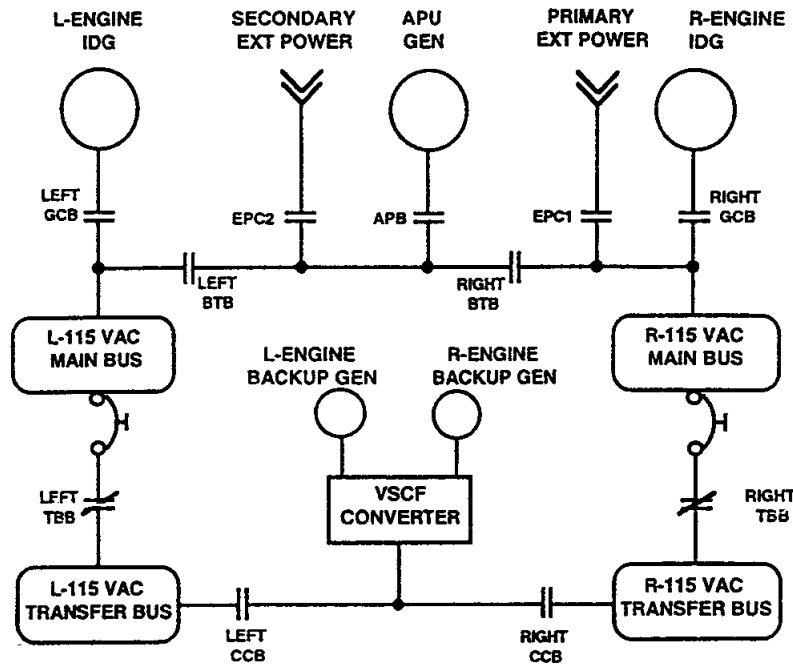 L-ENGINE
IDG
SECONDARY
EXT POWER
APU
GEN
PRIMARY
EXT POWER
R-ENGINE
IDG
LEFT
GCB
EPC2
APB
EPC1
RIGHT
GCB
LEFT
BTB
RIGHT
BTB
L-115 VAC
MAIN BUS
R-115 VAC
MAIN BUS
L-ENGINE
BACKUP GEN
R-ENGINE
BACKUP GEN
VSCF
CONVERTER
LEFT
TBB
RIGHT
TBB
L-115 VAC
TRANSFER BUS
R-115 VAC
TRANSFER BUS
LEFT
CCB
RIGHT
CCB